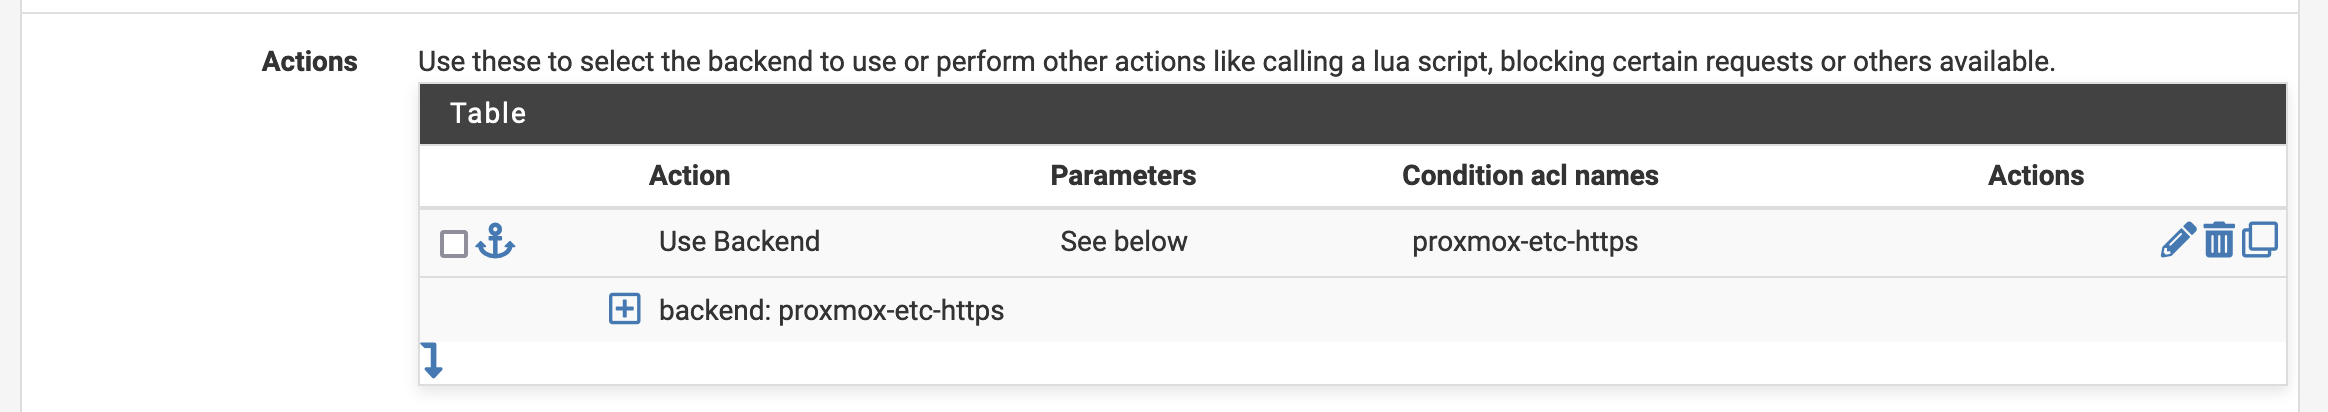 Actions Use these to select the backend to use or perform other actions like calling a lua script, blocking certain requests or others available.
Table
Action Parameters Condition acl names Actions
Use Backend See below proxmox-etc-https
backend: proxmox-etc-https